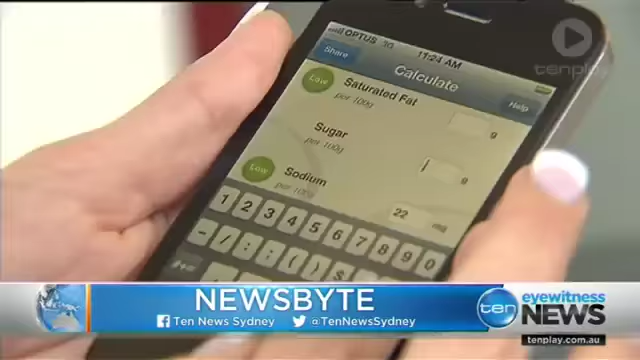 tenplay
OPTUS 3G
11:24 AM
Share
Calculate
Help
Low
Saturated Fat
per 100g
g
Sugar
per 100g
g
Low
Sodium
per 100g
22
mg
1 2 3 4 5 6 7 8 9 0
- / : ; ( ) $
#+=
NEWSBYTE
Ten News Sydney
@TenNewsSydney
ten
eyewitness
NEWS
tenplay.com.au